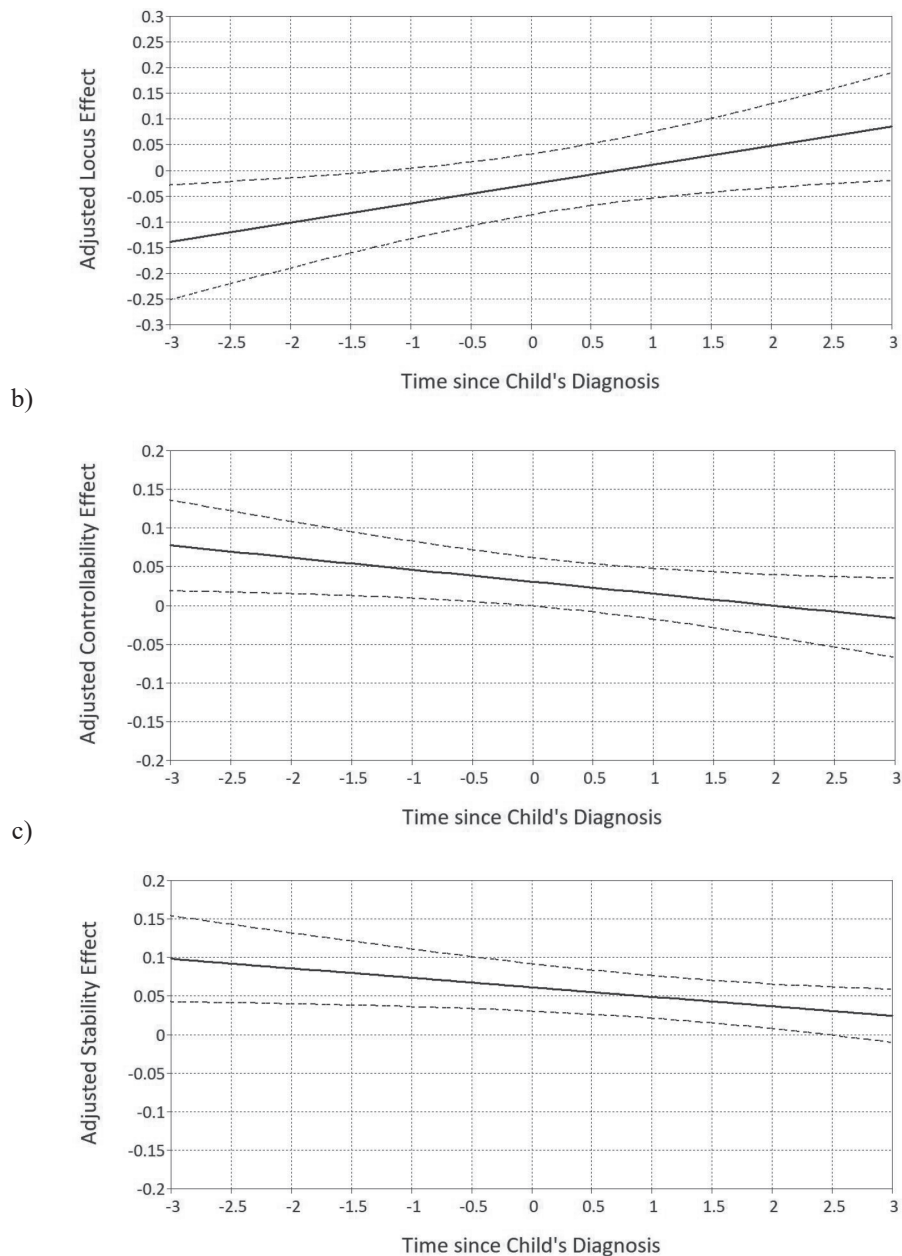 0.3
0.25
0.2
0.15
0.1
0.05
0
-0.05
-0.1
-0.15
-0.2
-0.25
-0.3
Adjusted Locus Effect
-3 -2.5 -2 -1.5 -1 -0.5 0 0.5 1 1.5 2 2.5 3
Time since Child's Diagnosis
b)
0.2
0.15
0.1
0.05
0
-0.05
-0.1
-0.15
-0.2
Adjusted Controllability Effect
-3 -2.5 -2 -1.5 -1 -0.5 0 0.5 1 1.5 2 2.5 3
Time since Child's Diagnosis
c)
0.2
0.15
0.1
0.05
0
-0.05
-0.1
-0.15
-0.2
Adjusted Stability Effect
-3 -2.5 -2 -1.5 -1 -0.5 0 0.5 1 1.5 2 2.5 3
Time since Child's Diagnosis